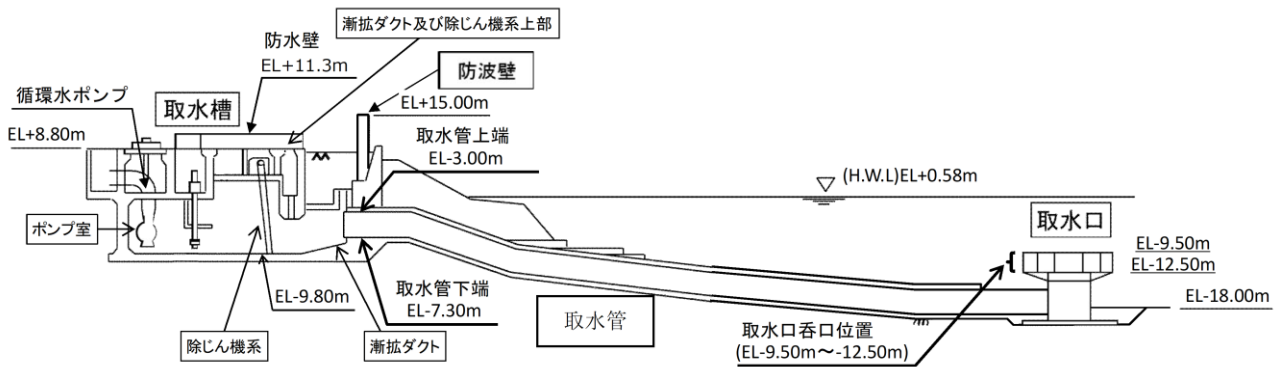 漸拡ダクト及び除じん機系上部
防水壁
EL+11.3m
防波壁
循環水ポンプ
取水槽
EL+15.00m
EL+8.80m
取水管上端
EL-3.00m
(H.W.L)EL+0.58m
取水口
ポンプ室
EL-9.50m
EL-12.50m
EL-9.80m
取水管下端
EL-7.30m
EL-18.00m
取水管
取水口呑口位置
(EL-9.50m～-12.50m)
除じん機系
漸拡ダクト